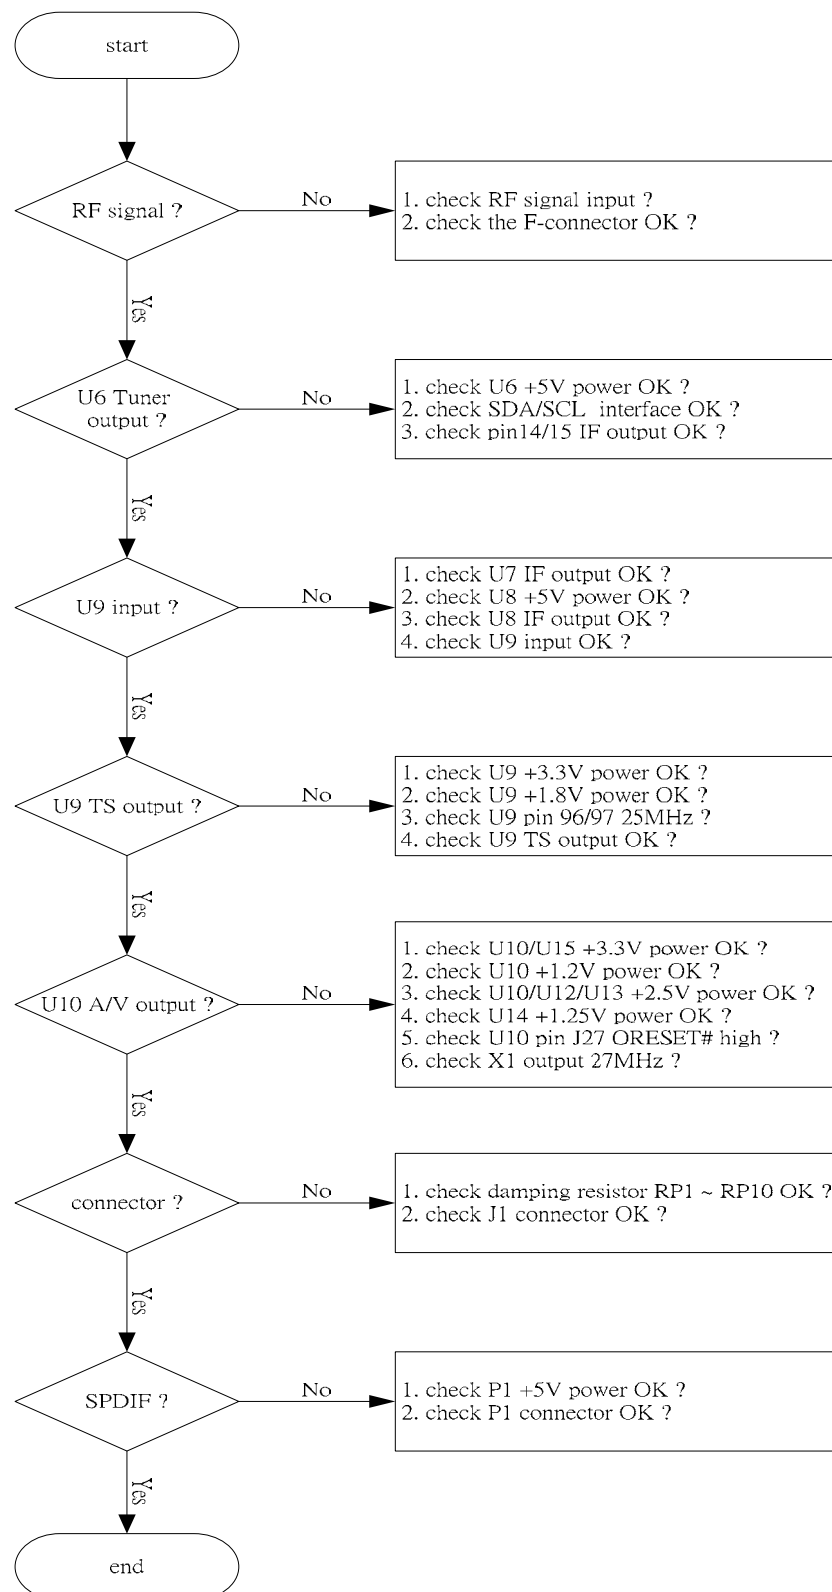 start
RF signal ?
No
1. check RF signal input ?
2. check the F-connector OK ?
Yes
U6 Tuner
output ?
No
1. check U6 +5V power OK ?
2. check SDA/SCL interface OK ?
3. check pin14/15 IF output OK ?
Yes
U9 input ?
No
1. check U7 IF output OK ?
2. check U8 +5V power OK ?
3. check U8 IF output OK ?
4. check U9 input OK ?
Yes
U9 TS output ?
No
1. check U9 +3.3V power OK ?
2. check U9 +1.8V power OK ?
3. check U9 pin 96/97 25MHz ?
4. check U9 TS output OK ?
Yes
U10 A/V output ?
No
1. check U10/U15 +3.3V power OK ?
2. check U10 +1.2V power OK ?
3. check U10/U12/U13 +2.5V power OK ?
4. check U14 +1.25V power OK ?
5. check U10 pin J27 ORESET# high ?
6. check X1 output 27MHz ?
Yes
connector ?
No
1. check damping resistor RP1 ~ RP10 OK ?
2. check J1 connector OK ?
Yes
SPDIF ?
No
1. check P1 +5V power OK ?
2. check P1 connector OK ?
Yes
end